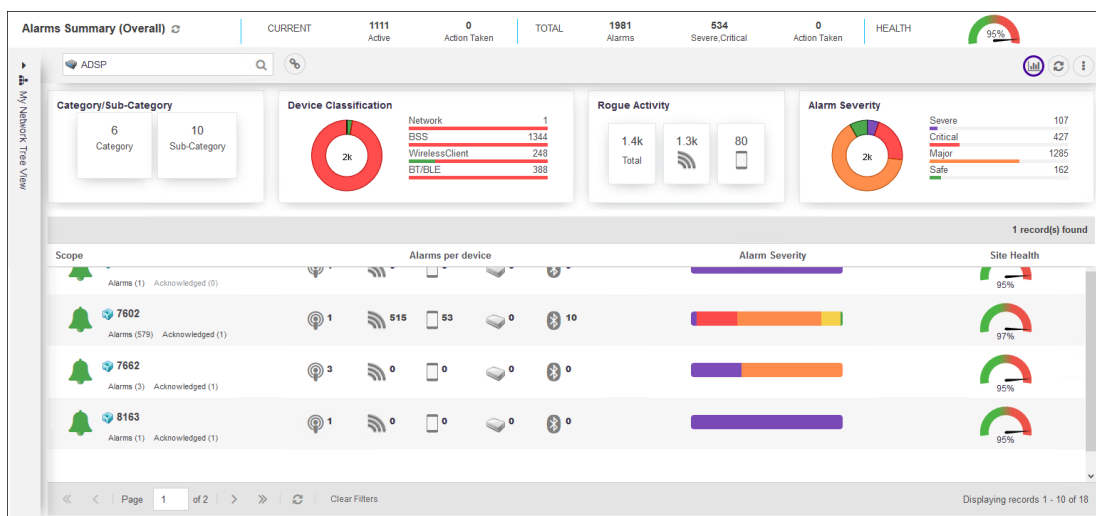 Alarms Summary (Overall) CURRENT 1111 Active 0 Action Taken TOTAL 1981 Alarms 534 Severe,Critical 0 Action Taken HEALTH 95%
ADSP
My Network Tree View
Category/Sub-Category
6 Category
10 Sub-Category
Device Classification
2k
Network 1
BSS 1344
WirelessClient 248
BT/BLE 388
Rogue Activity
1.4k Total
1.3k
80
Alarm Severity
2k
Severe 107
Critical 427
Major 1285
Safe 162
1 record(s) found
Scope Alarms per device Alarm Severity Site Health
Alarms (1) Acknowledged (0) 95%
7602 1 515 53 0 10
Alarms (579) Acknowledged (1) 97%
7662 3 0 0 0 0
Alarms (3) Acknowledged (1) 95%
8163 1 0 0 0 0
Alarms (1) Acknowledged (1) 95%
Page 1 of 2 Clear Filters Displaying records 1 - 10 of 18